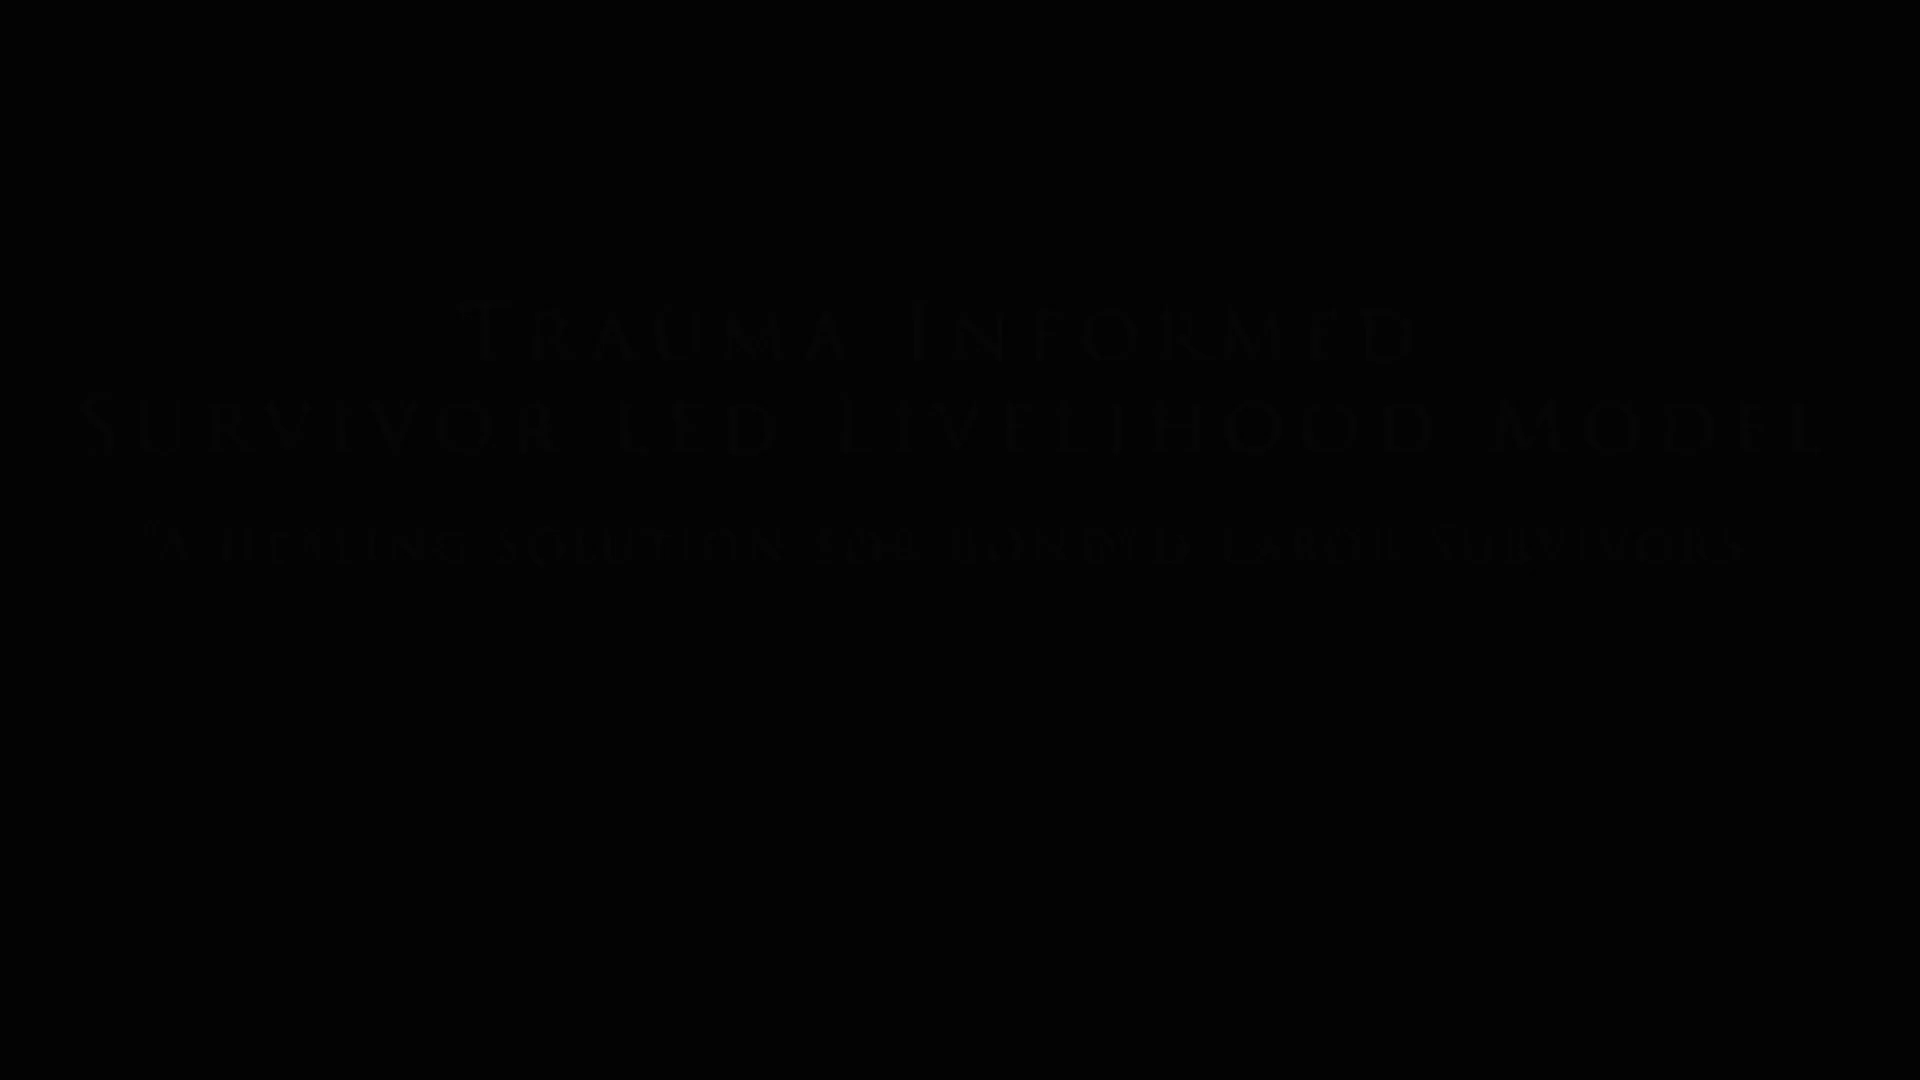 Trauma Informed
Survivor led Livelihood Model
"A Healing Solution for Bonded Labor Survivors